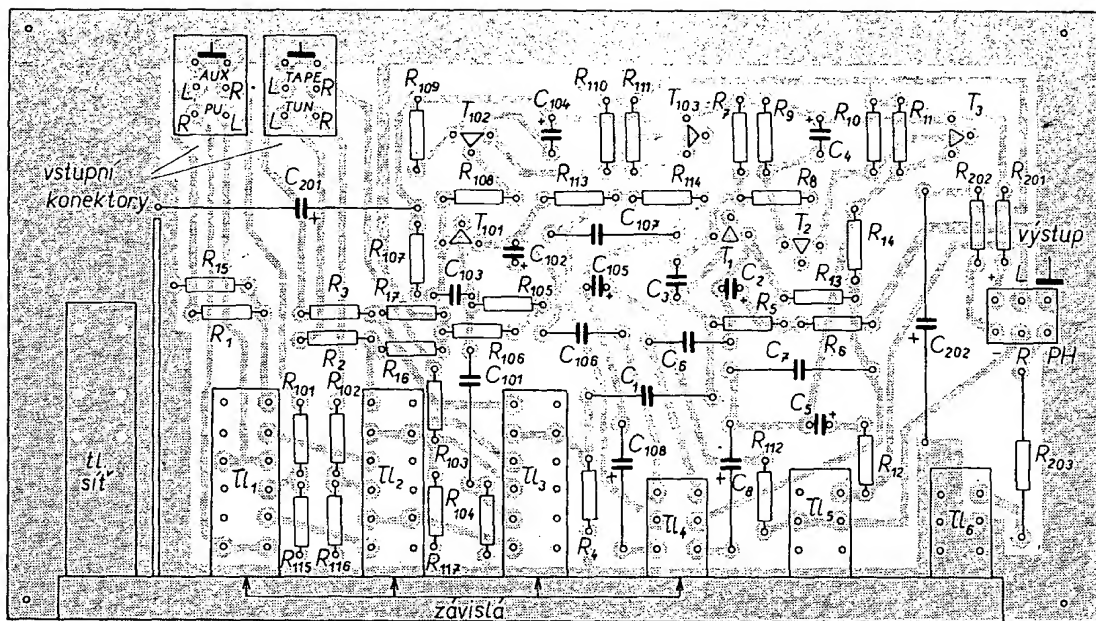 AUX
L R
PU
R L
TAPE
L R
TUN
L R
vstupní
konektory
R109
T102
C104
R110
R111
T103
R7
R9
C4
R10
R11
T3
R108
R113
R114
R8
R202
R201
C201
T101
C102
C107
T1
T2
R14
výstup
R107
C103
C105
C3
C2
R13
+ L
R15
R3
R17
R105
R5
R1
R2
R16
R106
C106
C6
C7
R6
C202
- R
PH
R101
R102
C101
C1
C5
R103
C108
R112
R12
R203
tl.
síť
Tl1
Tl2
R104
Tl3
C8
Tl4
Tl5
Tl6
R115
R116
R117
R4
závislá